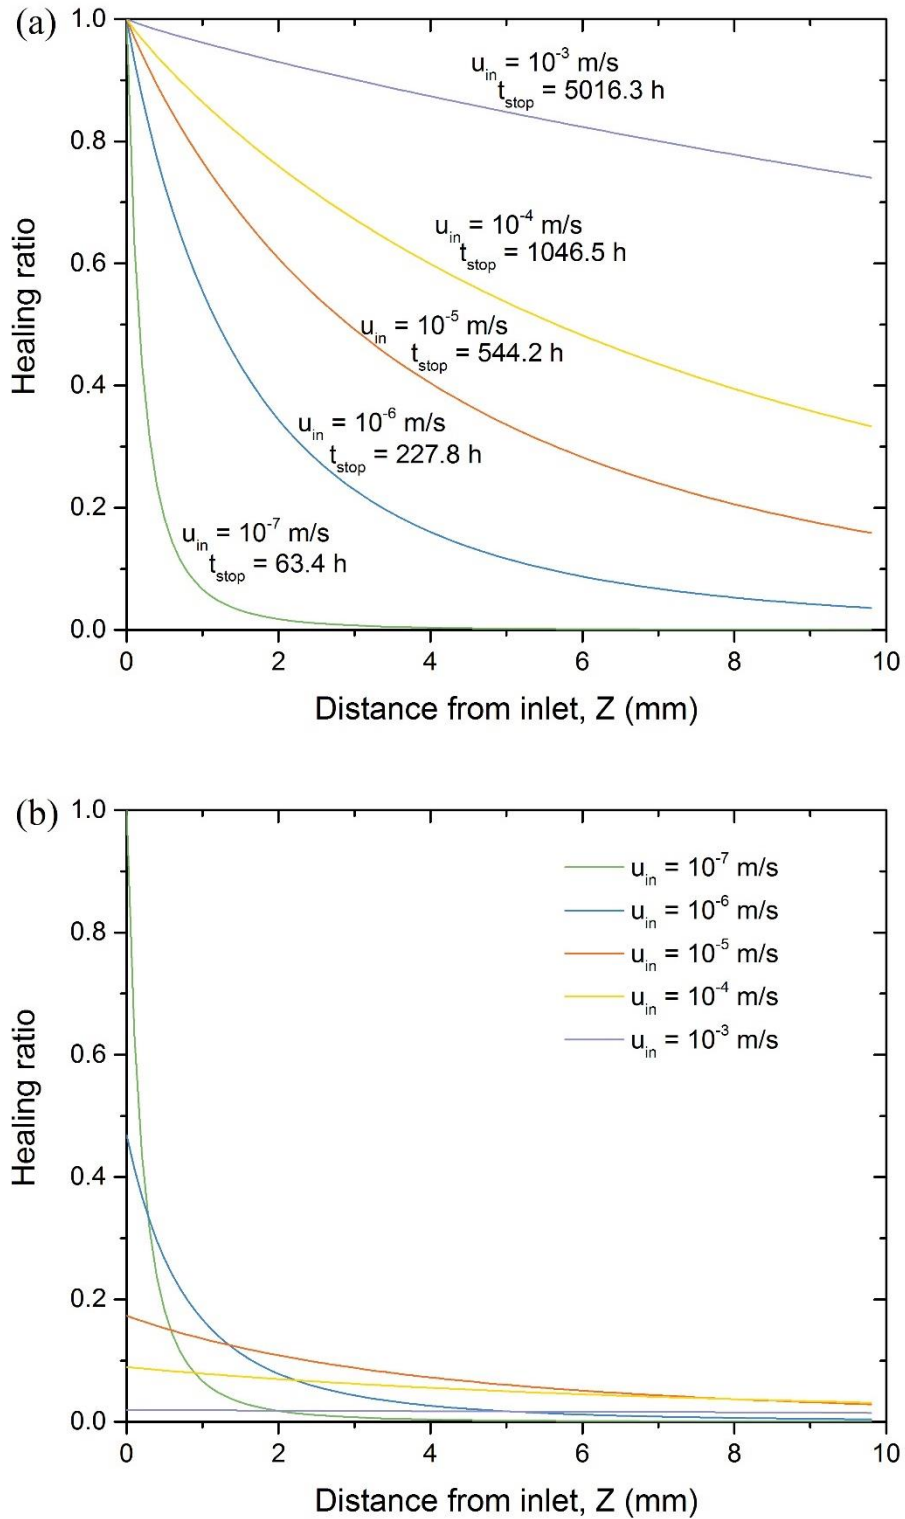 (a)
1.0
0.8
0.6
0.4
0.2
0.0
Healing ratio
u_in = 10^-3 m/s
t_stop = 5016.3 h
u_in = 10^-4 m/s
t_stop = 1046.5 h
u_in = 10^-5 m/s
t_stop = 544.2 h
u_in = 10^-6 m/s
t_stop = 227.8 h
u_in = 10^-7 m/s
t_stop = 63.4 h
0 2 4 6 8 10
Distance from inlet, Z (mm)
(b)
1.0
0.8
0.6
0.4
0.2
0.0
Healing ratio
u_in = 10^-7 m/s
u_in = 10^-6 m/s
u_in = 10^-5 m/s
u_in = 10^-4 m/s
u_in = 10^-3 m/s
0 2 4 6 8 10
Distance from inlet, Z (mm)